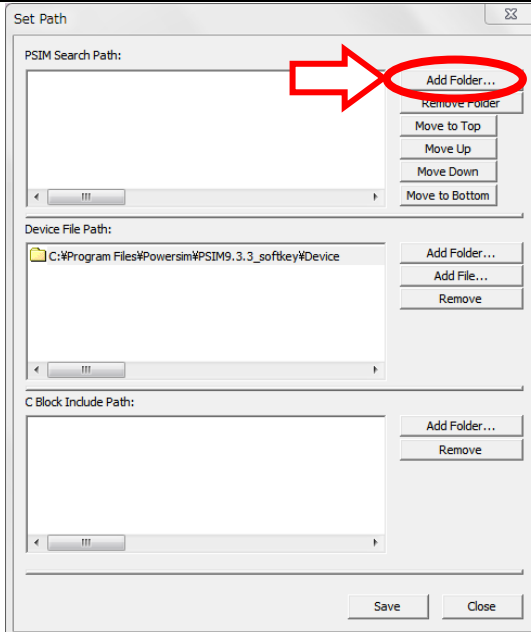 Set Path
PSIM Search Path:
Add Folder...
Remove Folder
Move to Top
Move Up
Move Down
Move to Bottom
Device File Path:
C:¥Program Files¥Powersim¥PSIM9.3.3_softkey¥Device
Add Folder...
Add File...
Remove
C Block Include Path:
Add Folder...
Remove
Save
Close